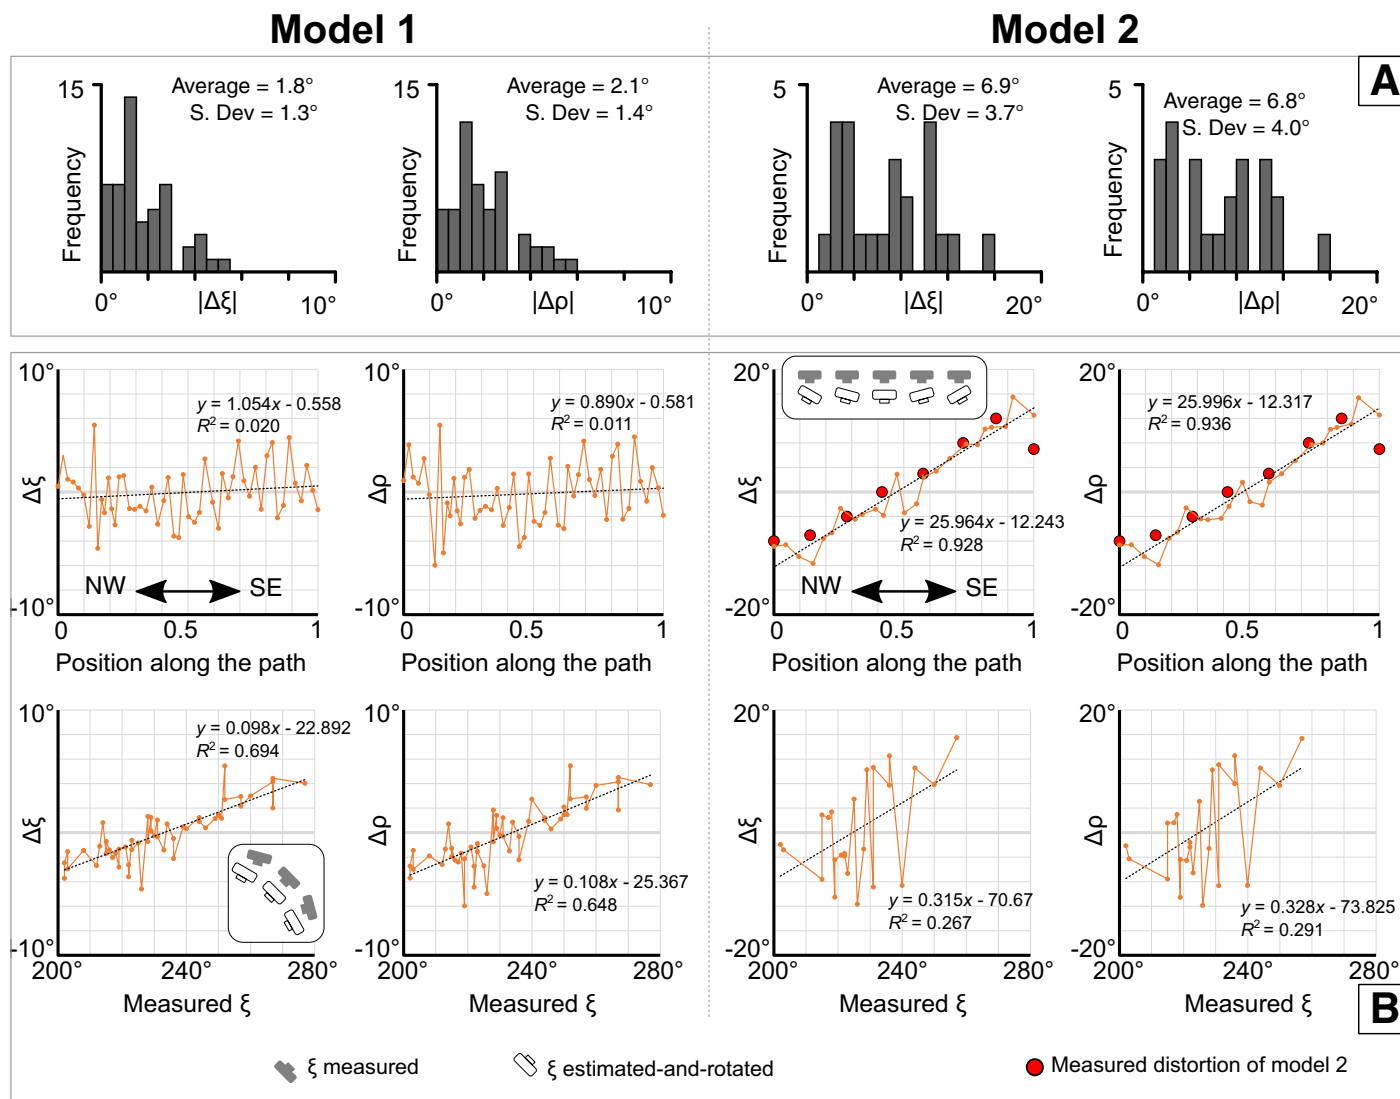 Model 1
Model 2
A
15
Average = 1.8°
S. Dev = 1.3°
Frequency
0°
|Δξ|
10°
15
Average = 2.1°
S. Dev = 1.4°
Frequency
0°
|Δρ|
10°
5
Average = 6.9°
S. Dev = 3.7°
Frequency
0°
|Δξ|
20°
5
Average = 6.8°
S. Dev = 4.0°
Frequency
0°
|Δρ|
20°
10°
y = 1.054x - 0.558
R² = 0.020
Δξ
NW
SE
-10°
0
0.5
1
Position along the path
10°
y = 0.890x - 0.581
R² = 0.011
Δρ
-10°
0
0.5
1
Position along the path
20°
Δξ
y = 25.964x - 12.243
R² = 0.928
NW
SE
-20°
0
0.5
1
Position along the path
20°
y = 25.996x - 12.317
R² = 0.936
Δρ
-20°
0
0.5
1
Position along the path
10°
y = 0.098x - 22.892
R² = 0.694
Δξ
-10°
200°
240°
280°
Measured ξ
10°
Δρ
y = 0.108x - 25.367
R² = 0.648
-10°
200°
240°
280°
Measured ξ
20°
Δξ
y = 0.315x - 70.67
R² = 0.267
-20°
200°
240°
280°
Measured ξ
20°
Δρ
y = 0.328x - 73.825
R² = 0.291
-20°
200°
240°
280°
Measured ξ
B
ξ measured
ξ estimated-and-rotated
Measured distortion of model 2